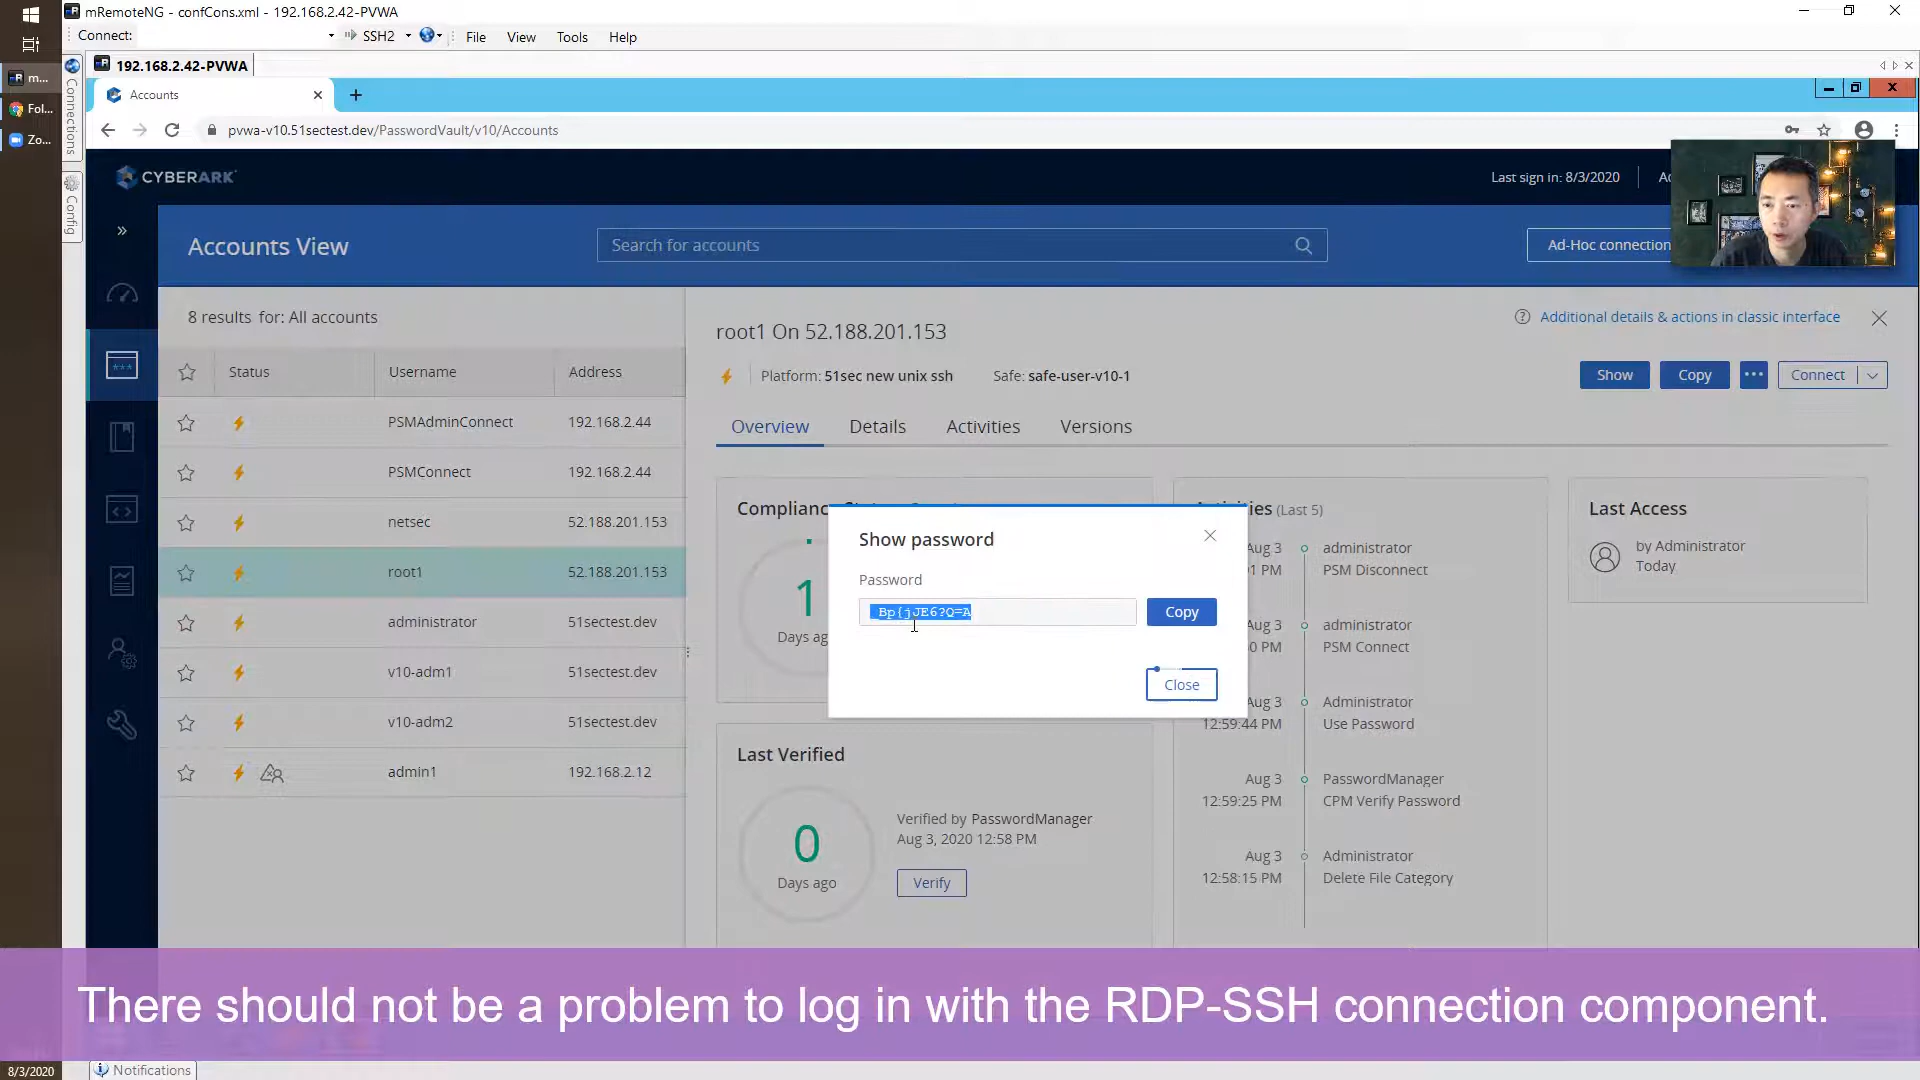 mRemoteNG - confCons.xml - 192.168.2.42-PVWA
Connect:
SSH2
File
View
Tools
Help
m...
Fol...
Zo...
Connections
Config
192.168.2.42-PVWA
Accounts
pvwa-v10.51sectest.dev/PasswordVault/v10/Accounts
CYBERARK
Last sign in: 8/3/2020
Accounts View
Search for accounts
Ad-Hoc connection
8 results for: All accounts
Status
Username
Address
PSMAdminConnect
192.168.2.44
PSMConnect
192.168.2.44
netsec
52.188.201.153
root1
52.188.201.153
administrator
51sectest.dev
v10-adm1
51sectest.dev
v10-adm2
51sectest.dev
admin1
192.168.2.12
root1 On 52.188.201.153
Additional details & actions in classic interface
Platform: 51sec new unix ssh
Safe: safe-user-v10-1
Show
Copy
Connect
Overview
Details
Activities
Versions
1
Days ago
Show password
Password
_Bp{jJE6?Q=A
Copy
Close
(Last 5)
Aug 3
administrator
PSM Disconnect
administrator
PSM Connect
Aug 3
12:59:44 PM
Administrator
Use Password
Aug 3
12:59:25 PM
PasswordManager
CPM Verify Password
Aug 3
12:58:15 PM
Administrator
Delete File Category
Last Access
by Administrator
Today
Last Verified
0
Days ago
Verified by PasswordManager
Aug 3, 2020 12:58 PM
Verify
There should not be a problem to log in with the RDP-SSH connection component.
8/3/2020
Notifications